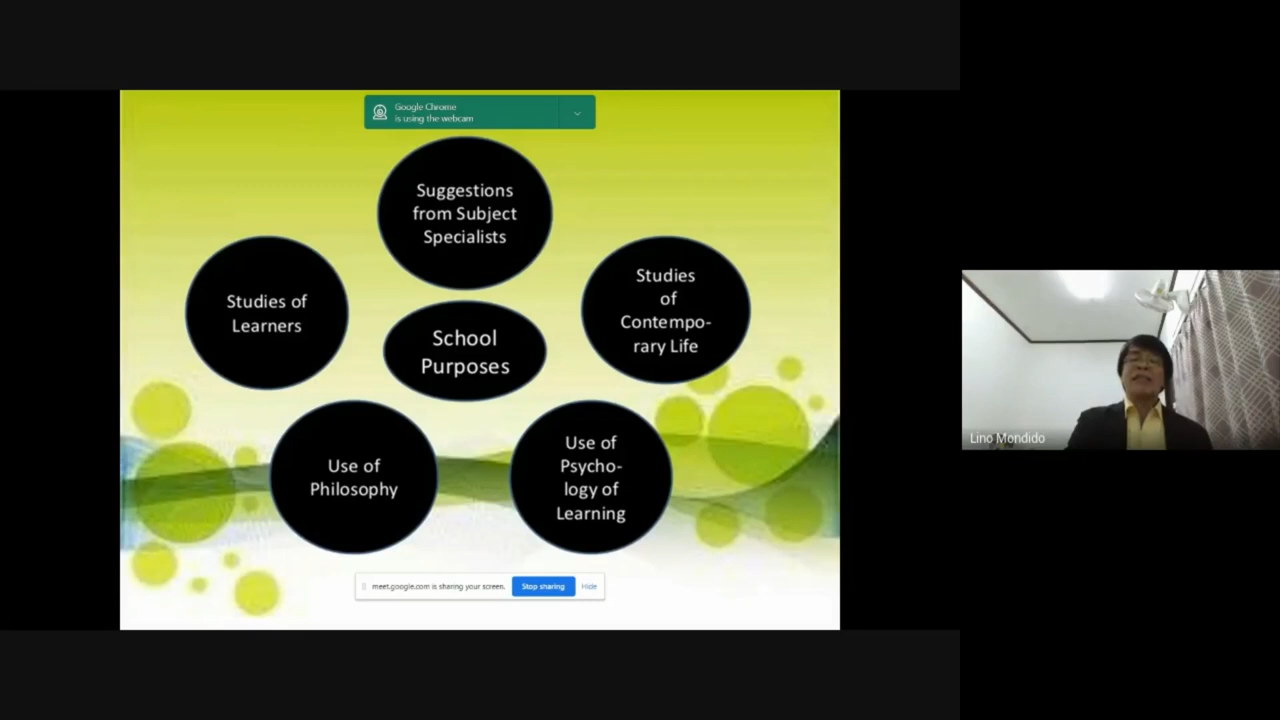 Google Chrome
is using the webcam
Suggestions
from Subject
Specialists
Studies of
Learners
Studies
of
Contempo-
rary Life
School
Purposes
Use of
Philosophy
Use of
Psycho-
logy of
Learning
meet.google.com is sharing your screen.
Stop sharing
Hide
Lino Mondido